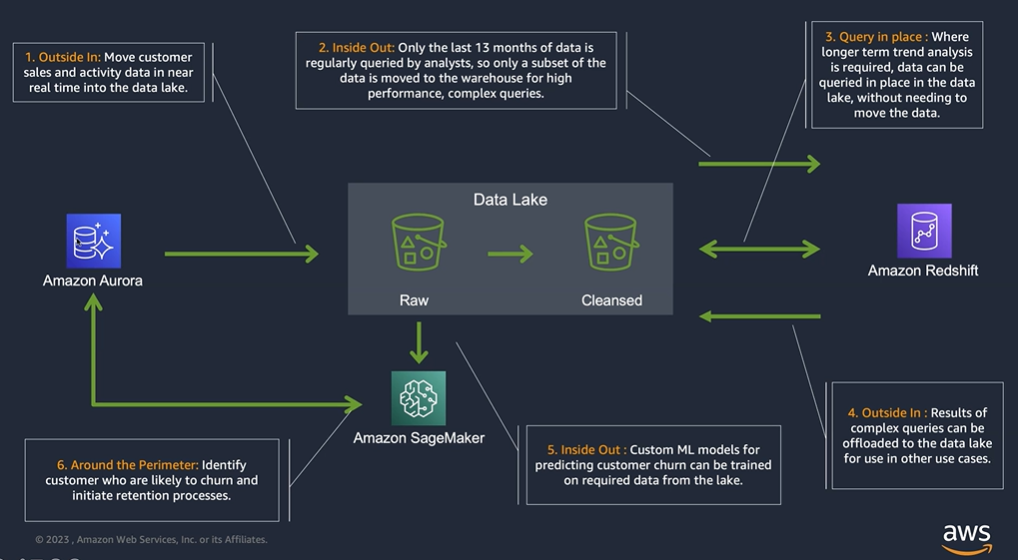 1. Outside In: Move customer
sales and activity data in near
real time into the data lake.
2. Inside Out: Only the last 13 months of data is
regularly queried by analysts, so only a subset of the
data is moved to the warehouse for high
performance, complex queries.
3. Query in place : Where
longer term trend analysis
is required, data can be
queried in place in the data
lake, without needing to
move the data.
Data Lake
Raw
Cleansed
Amazon Aurora
Amazon Redshift
Amazon SageMaker
4. Outside In : Results of
complex queries can be
offloaded to the data lake
for use in other use cases.
5. Inside Out : Custom ML models for
predicting customer churn can be trained
on required data from the lake.
6. Around the Perimeter: Identify
customer who are likely to churn and
initiate retention processes.
© 2023 , Amazon Web Services, Inc. or its Affiliates.
aws